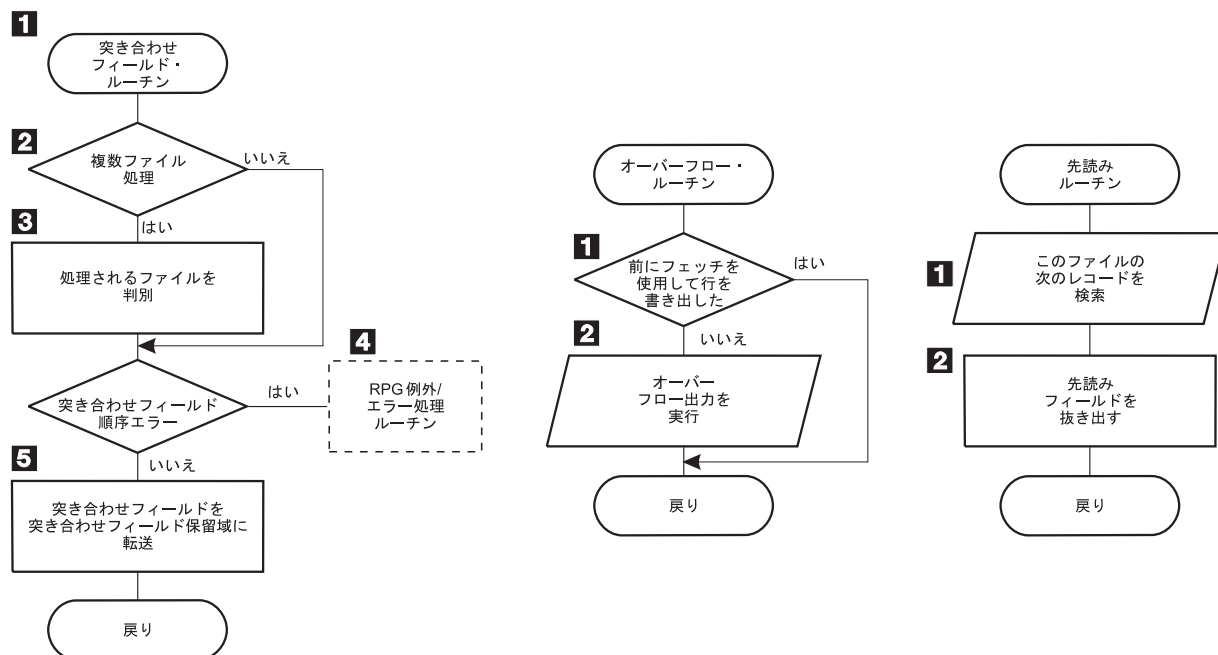 1
突き合わせ
フィールド・
ルーチン
2
複数ファイル
処理
いいえ
はい
3
処理されるファイルを
判別
突き合わせフィールド
順序エラー
はい
4
RPG 例外/
エラー処理
ルーチン
いいえ
5
突き合わせフィールドを
突き合わせフィールド保留域に
転送
戻り
オーバーフロー・
ルーチン
1
前にフェッチを
使用して行を
書き出した
はい
いいえ
2
オーバー
フロー出力を
実行
戻り
先読み
ルーチン
1
このファイルの
次のレコードを
検索
2
先読み
フィールドを
抜き出す
戻り